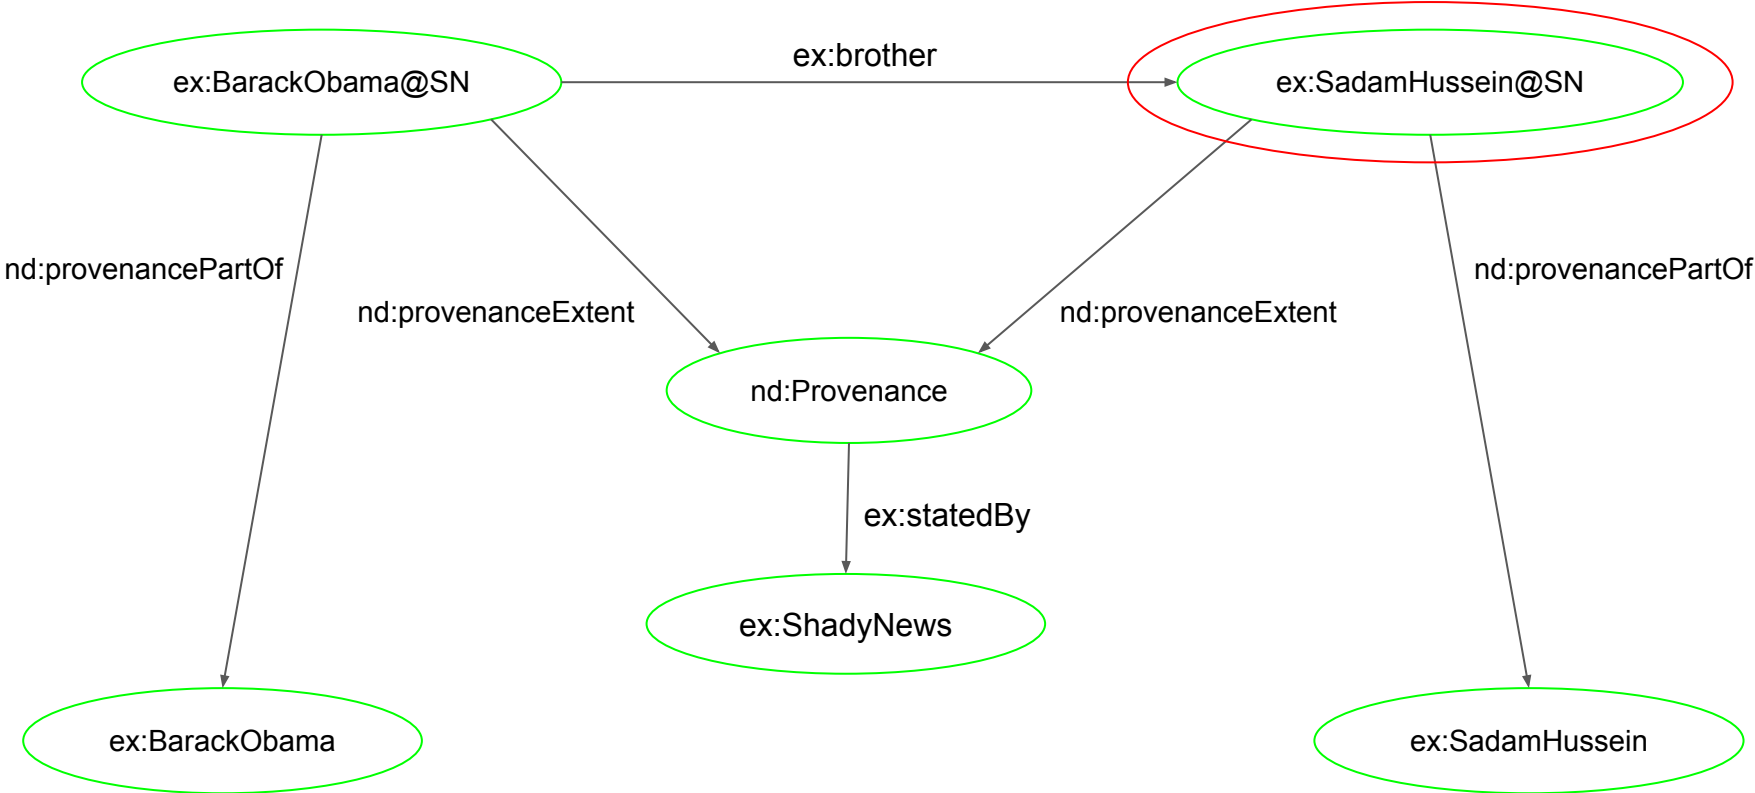 ex:BarackObama@SN
ex:brother
ex:SadamHussein@SN
nd:provenancePartOf
nd:provenanceExtent
nd:provenanceExtent
nd:provenancePartOf
nd:Provenance
ex:statedBy
ex:ShadyNews
ex:BarackObama
ex:SadamHussein